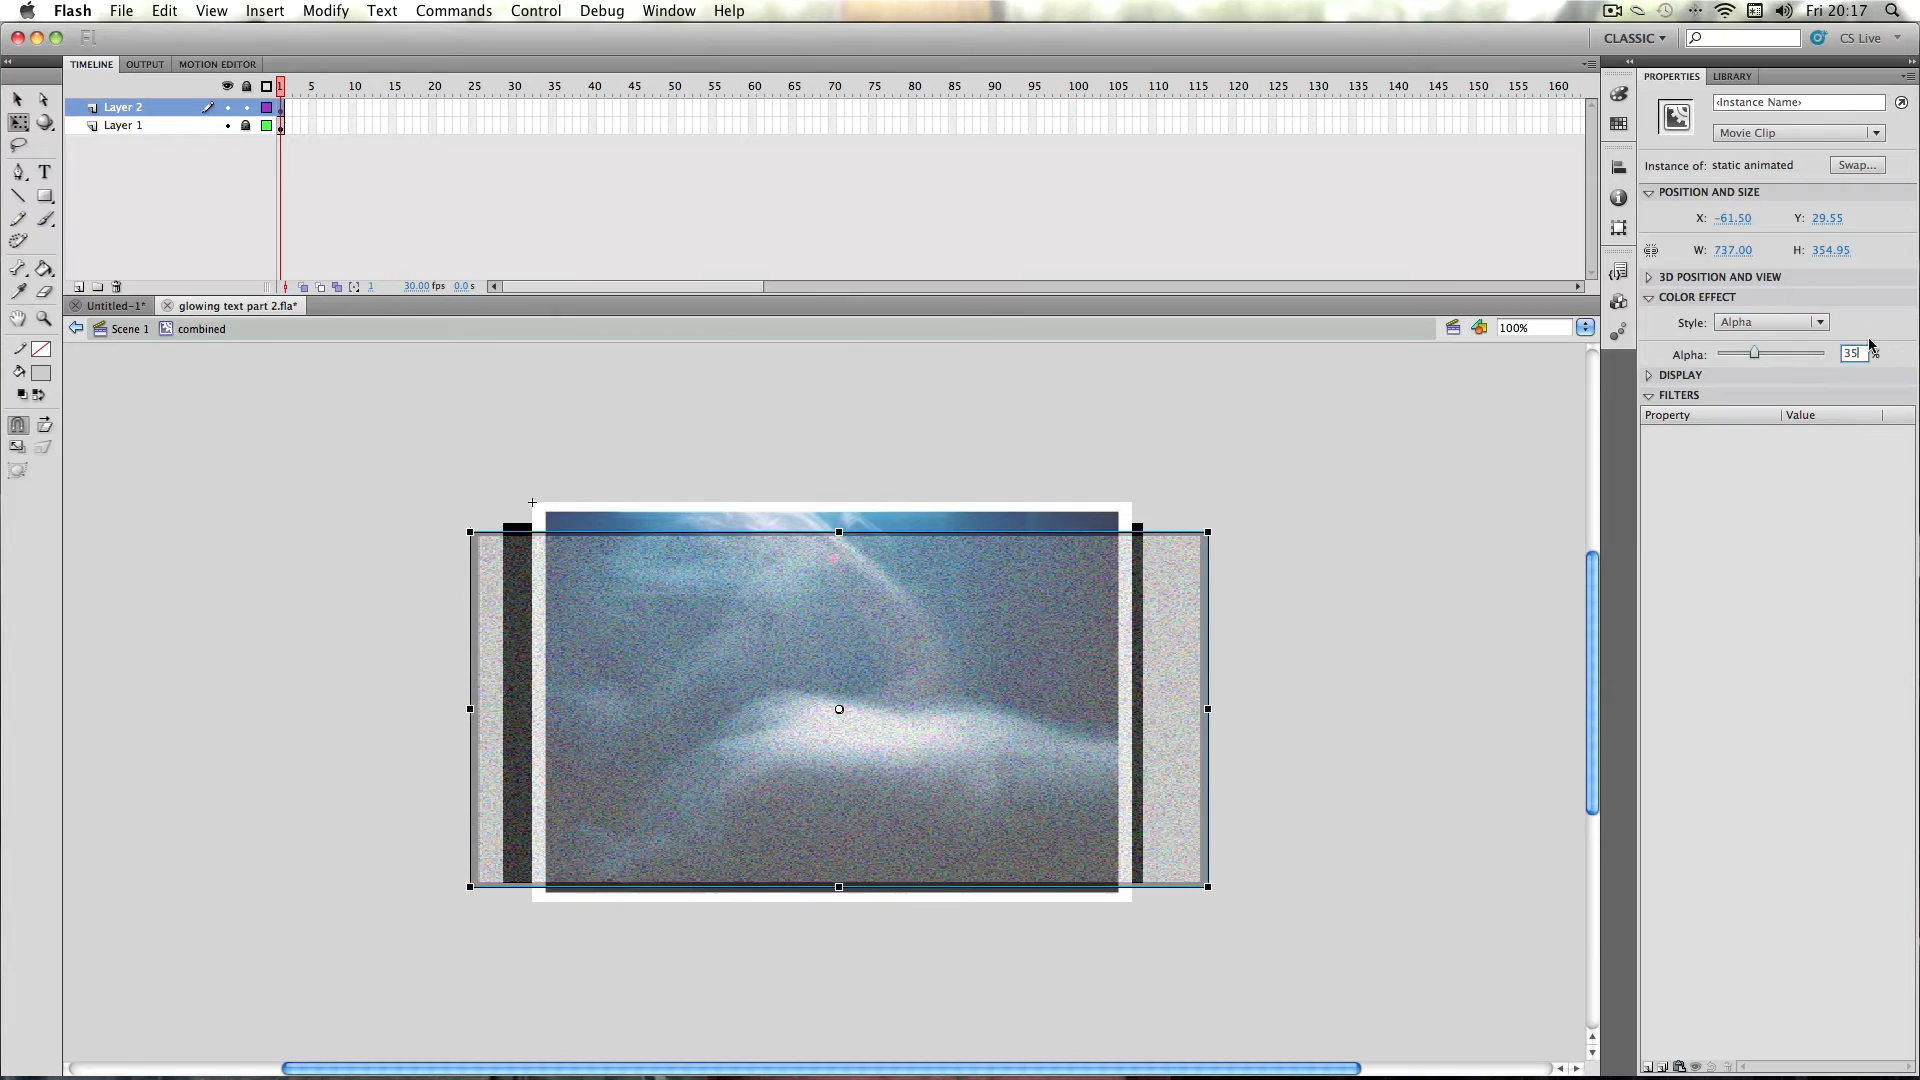 Flash File Edit View Insert Modify Text Commands Control Debug Window Help Fri 20:17
Fl CLASSIC CS Live
TIMELINE OUTPUT MOTION EDITOR
PROPERTIES LIBRARY
1 5 10 15 20 25 30 35 40 45 50 55 60 65 70 75 80 85 90 95 100 105 110 115 120 125 130 135 140 145 150 155 160
Layer 2
Layer 1
<Instance Name>
Movie Clip
Instance of: static animated Swap...
POSITION AND SIZE
X: -61.50 Y: 29.55
W: 737.00 H: 354.95
3D POSITION AND VIEW
COLOR EFFECT
Style: Alpha
Alpha: 35 %
DISPLAY
FILTERS
Property Value
1 30.00 fps 0.0 s
Untitled-1* glowing text part 2.fla*
Scene 1 combined 100%
T